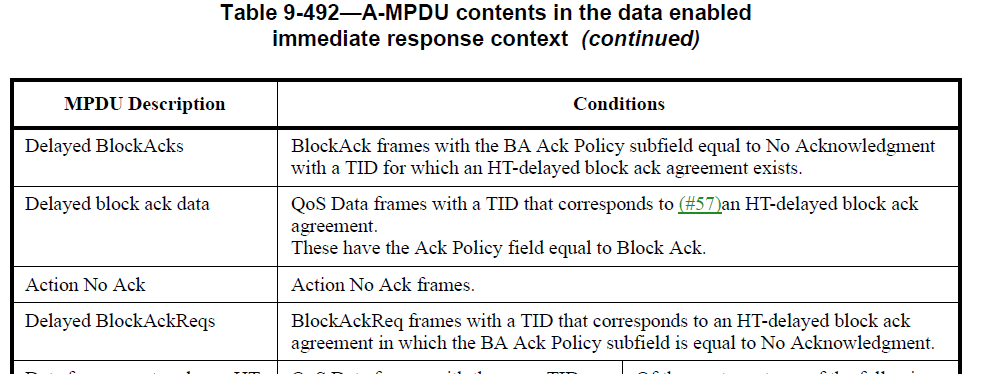 Table 9-492—A-MPDU contents in the data enabled
immediate response context (continued)
MPDU Description
Conditions
Delayed BlockAcks
BlockAck frames with the BA Ack Policy subfield equal to No Acknowledgment
with a TID for which an HT-delayed block ack agreement exists.
Delayed block ack data
QoS Data frames with a TID that corresponds to (#57)an HT-delayed block ack
agreement.
These have the Ack Policy field equal to Block Ack.
Action No Ack
Action No Ack frames.
Delayed BlockAckReqs
BlockAckReq frames with a TID that corresponds to an HT-delayed block ack
agreement in which the BA Ack Policy subfield is equal to No Acknowledgment.